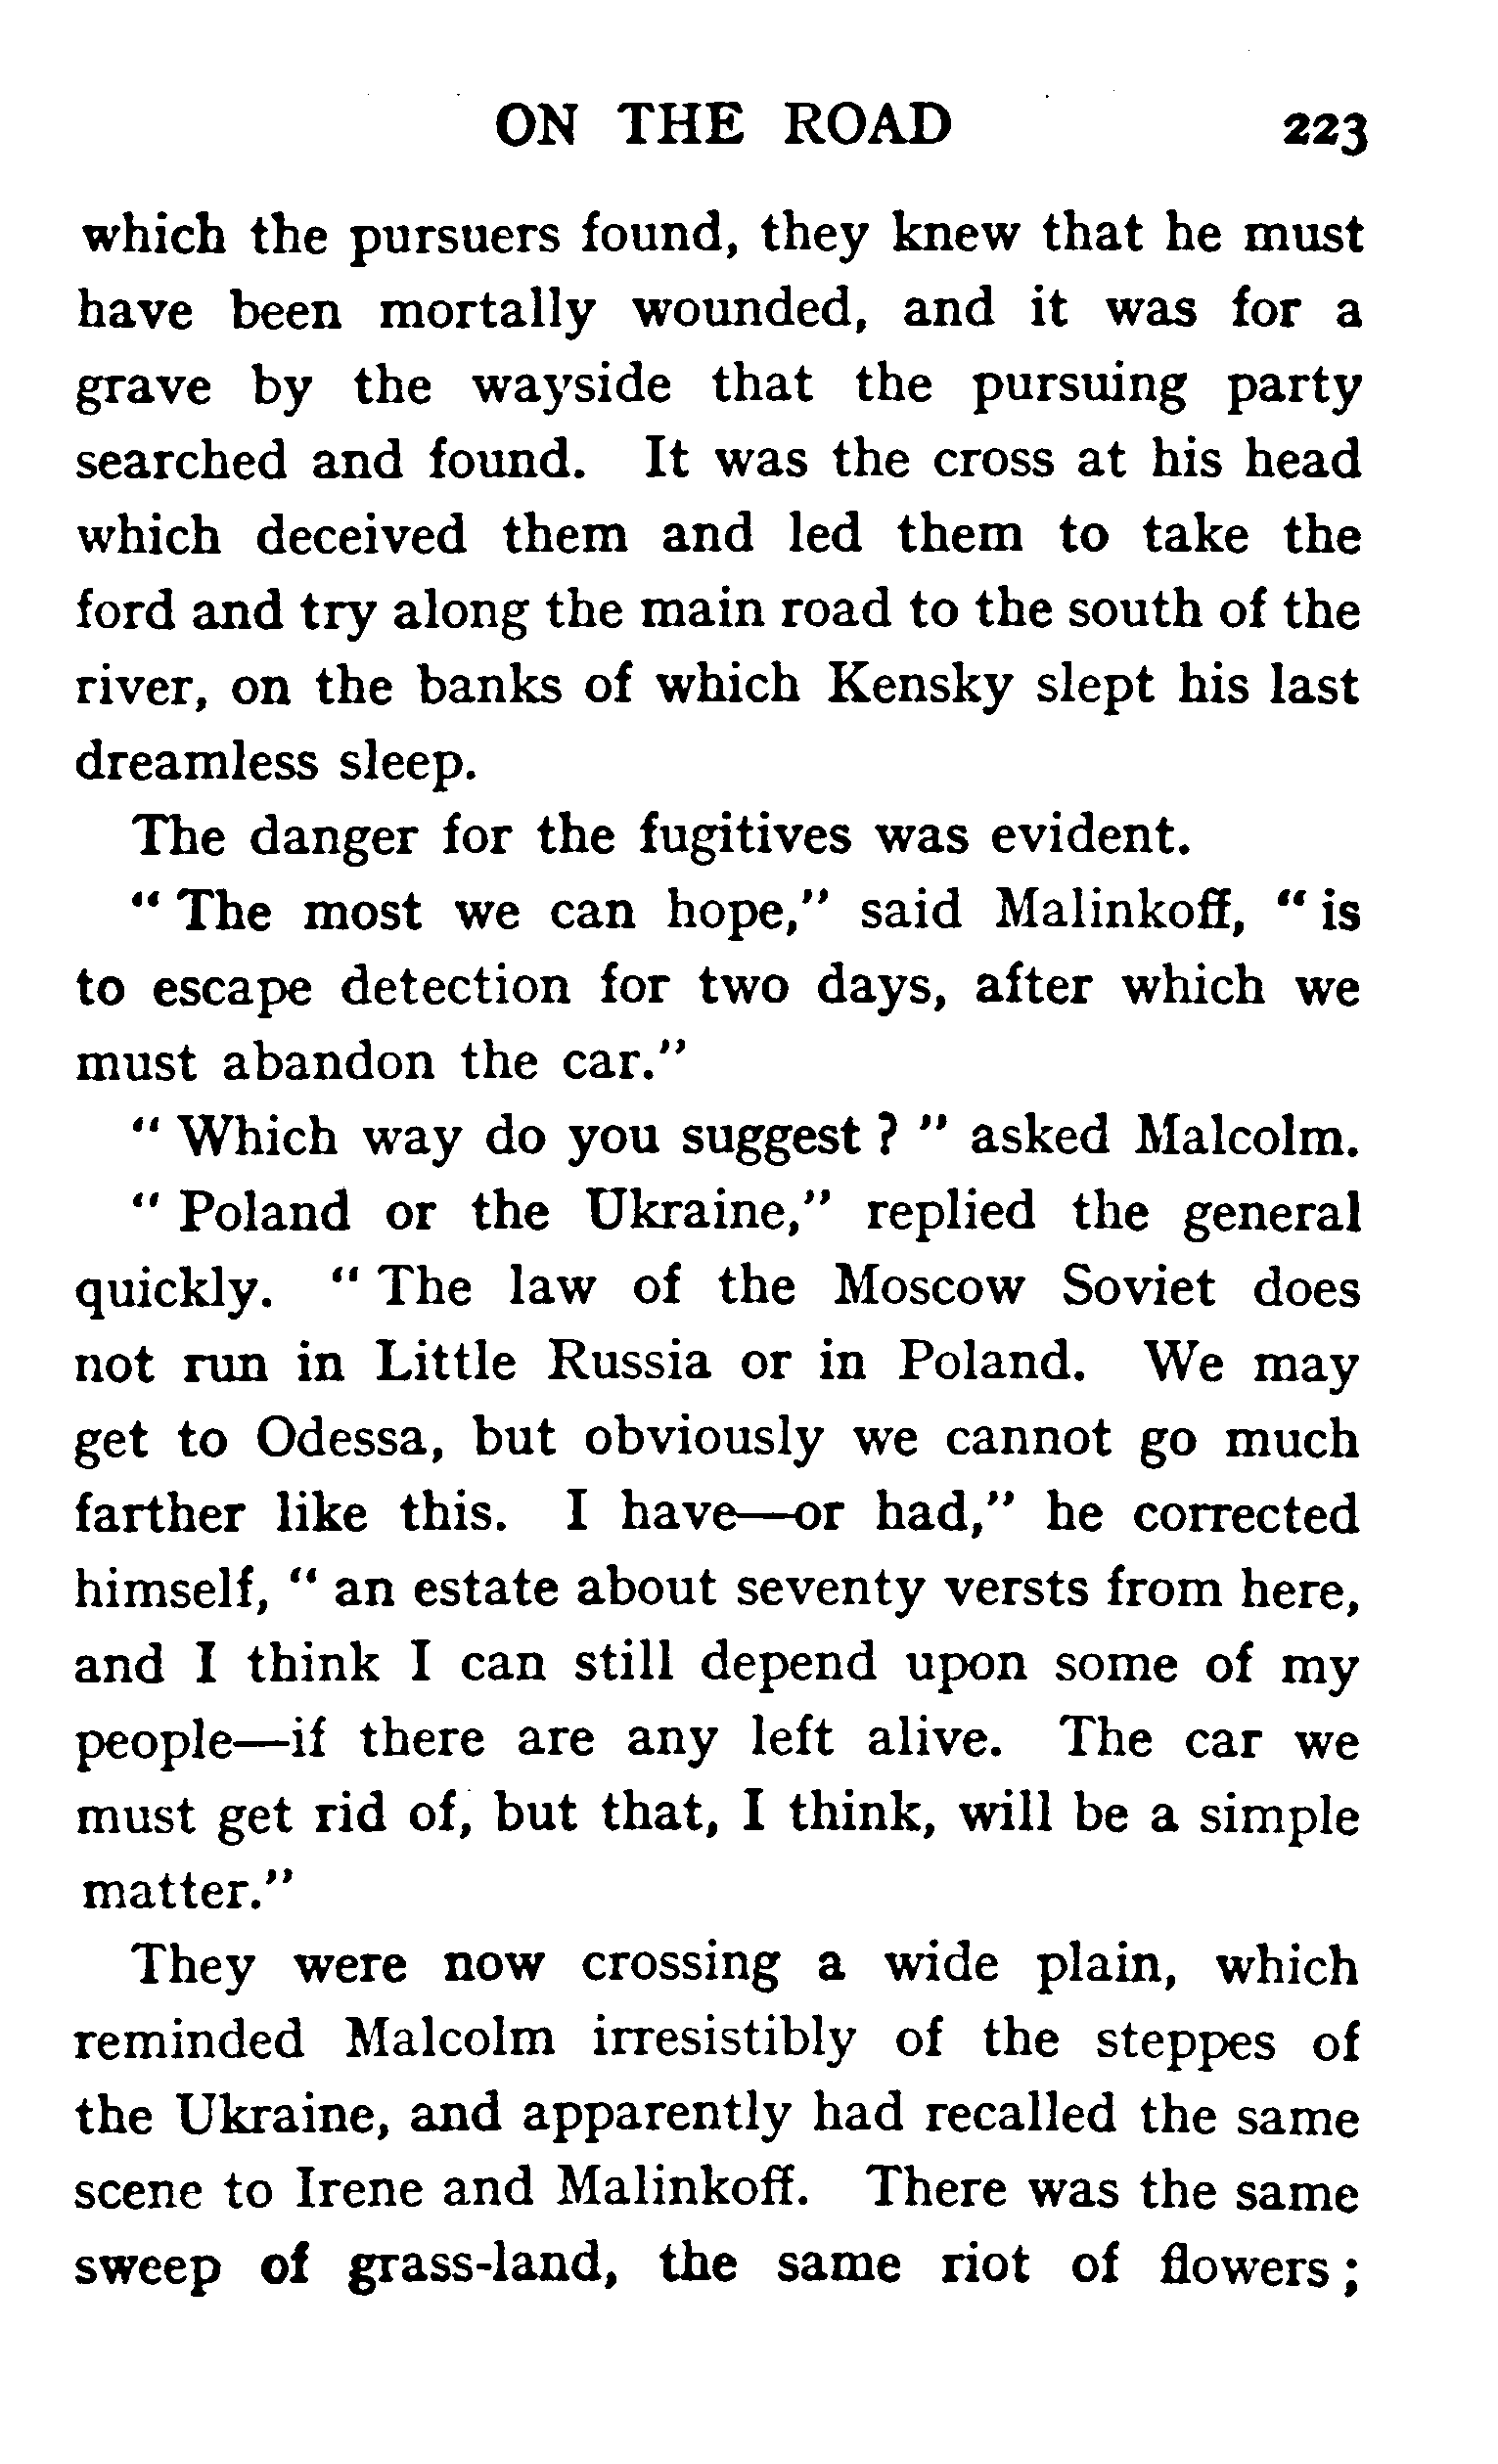 ON THE ROAD 223
which the pursuers found, they knew that he must
have been mortally wounded, and it was for a
grave by the wayside that the pursuing party
searched and found. It was the cross at his head
which deceived them and led them to take the
ford and try along the main road to the south of the
river, on the banks of which Kensky slept his last
dreamless sleep.
The danger for the fugitives was evident.
" The most we can hope," said Malinkoff, " is
to escape detection for two days, after which we
must abandon the car."
" Which way do you suggest ? " asked Malcolm.
" Poland or the Ukraine," replied the general
quickly. " The law of the Moscow Soviet does
not run in Little Russia or in Poland. We may
get to Odessa, but obviously we cannot go much
farther like this. I have—or had," he corrected
himself, " an estate about seventy versts from here,
and I think I can still depend upon some of my
people—if there are any left alive. The car we
must get rid of, but that, I think, will be a simple
matter."
They were now crossing a wide plain, which
reminded Malcolm irresistibly of the steppes of
the Ukraine, and apparently had recalled the same
scene to Irene and Malinkoff. There was the same
sweep of grass-land, the same riot of flowers ;